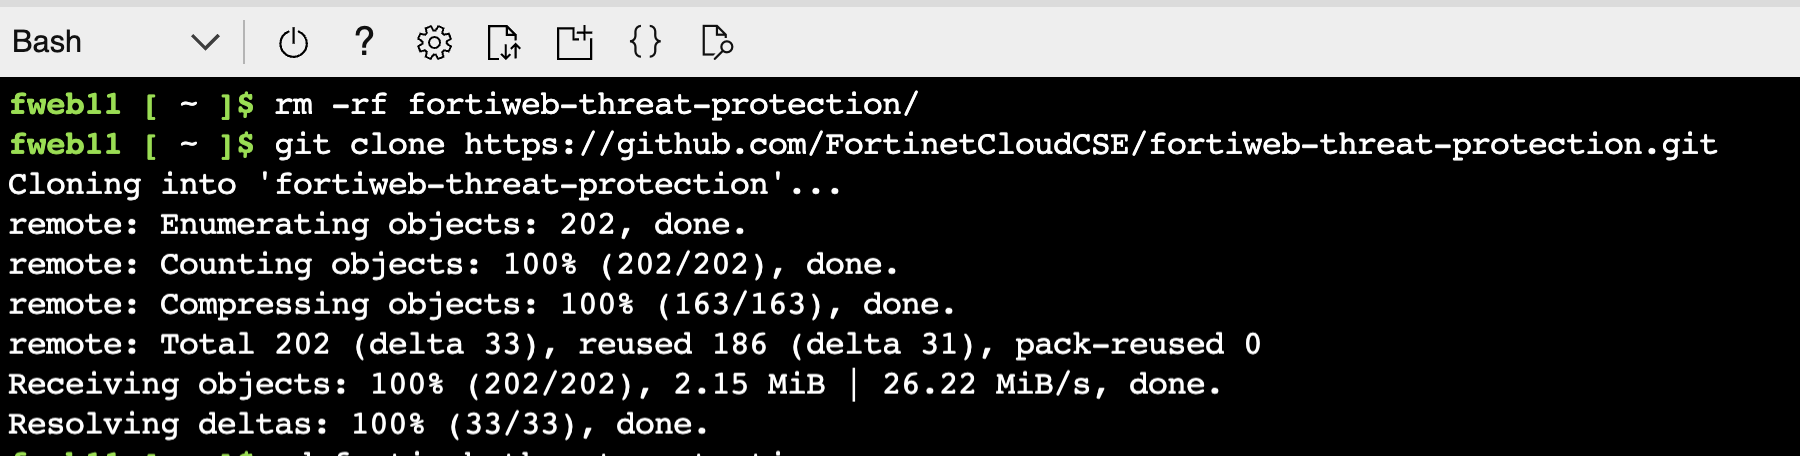 Bash
fweb11 [ ~ ]$ rm -rf fortiweb-threat-protection/
fweb11 [ ~ ]$ git clone https://github.com/FortinetCloudCSE/fortiweb-threat-protection.git
Cloning into 'fortiweb-threat-protection'...
remote: Enumerating objects: 202, done.
remote: Counting objects: 100% (202/202), done.
remote: Compressing objects: 100% (163/163), done.
remote: Total 202 (delta 33), reused 186 (delta 31), pack-reused 0
Receiving objects: 100% (202/202), 2.15 MiB | 26.22 MiB/s, done.
Resolving deltas: 100% (33/33), done.